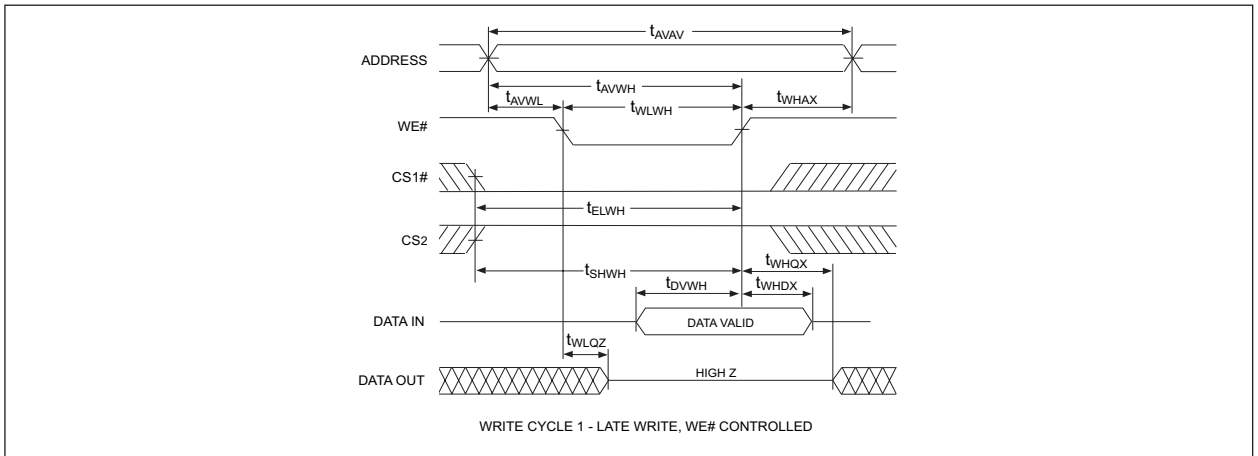 tAVAV
ADDRESS
tAVWH
tAVWL
tWLWH
tWHAX
WE#
CS1#
tELWH
CS2
tSHWH
tWHQX
tDVWH
tWHDX
DATA IN
DATA VALID
tWLQZ
DATA OUT
HIGH Z
WRITE CYCLE 1 - LATE WRITE, WE# CONTROLLED